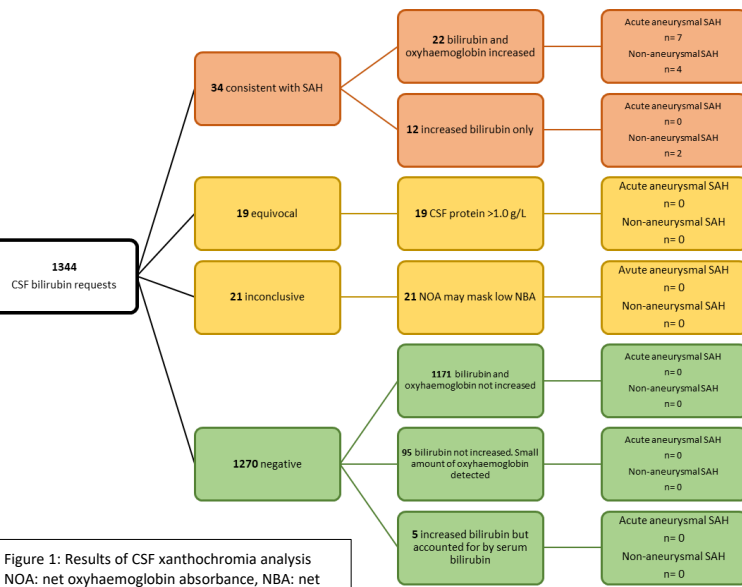 22 bilirubin and
oxyhaemoglobin increased
Acute aneurysmal SAH
n= 7
Non-aneurysmal SAH
n= 4
34 consistent with SAH
12 increased bilirubin only
Acute aneurysmal SAH
n= 0
Non-aneurysmal SAH
n= 2
19 equivocal
19 CSF protein >1.0 g/L
Acute aneurysmal SAH
n= 0
Non-aneurysmal SAH
n= 0
1344
CSF bilirubin requests
21 inconclusive
21 NOA may mask low NBA
Avute aneurysmal SAH
n= 0
Non-aneurysmal SAH
n= 0
1171 bilirubin and
oxyhaemoglobin not increased
Acute aneurysmal SAH
n= 0
Non-aneurysmal SAH
n= 0
1270 negative
95 bilirubin not increased. Small
amount of oxyhaemoglobin
detected
Acute aneurysmal SAH
n= 0
Non-aneurysmal SAH
n= 0
5 increased bilirubin but
accounted for by serum
bilirubin
Acute aneurysmal SAH
n= 0
Non-aneurysmal SAH
n= 0
Figure 1: Results of CSF xanthochromia analysis
NOA: net oxyhaemoglobin absorbance, NBA: net